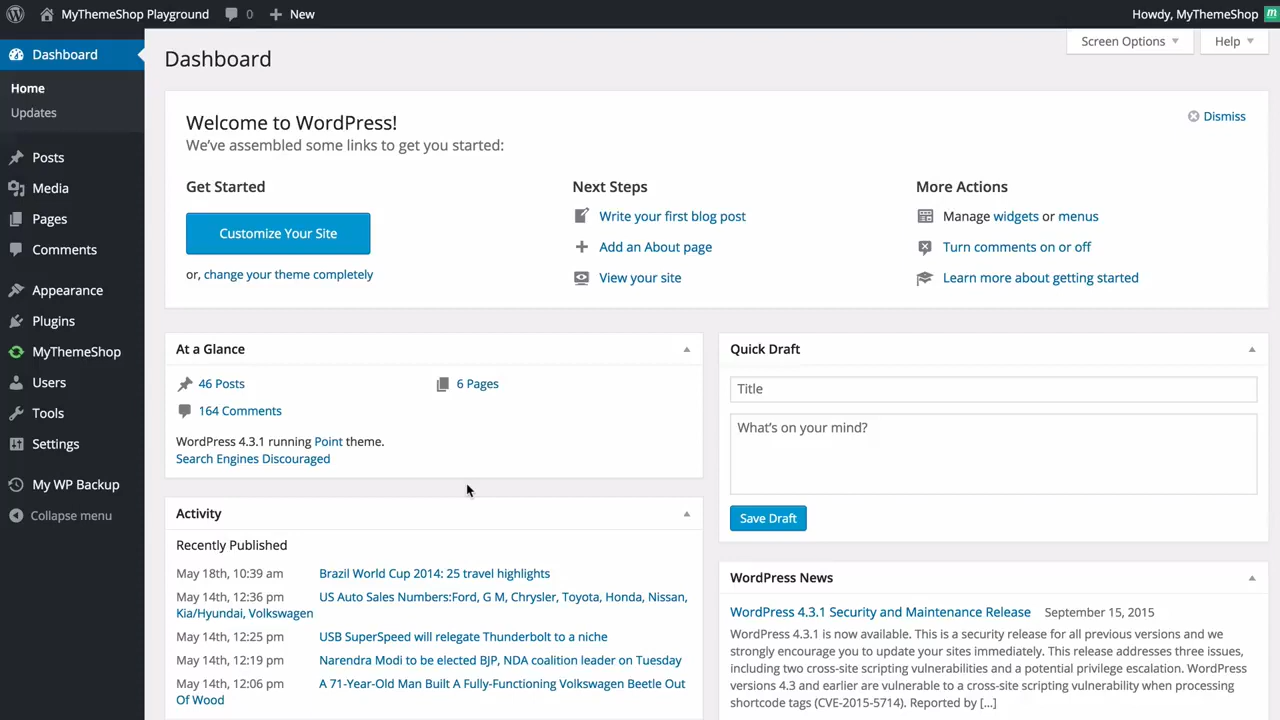 MyThemeShop Playground 0 New Howdy, MyThemeShop m
Dashboard
Home
Updates
Posts
Media
Pages
Comments
Appearance
Plugins
MyThemeShop
Users
Tools
Settings
My WP Backup
Collapse menu
Dashboard
Screen Options Help
Welcome to WordPress!
Dismiss
We've assembled some links to get you started:
Get Started
Customize Your Site
or, change your theme completely
Next Steps
Write your first blog post
Add an About page
View your site
More Actions
Manage widgets or menus
Turn comments on or off
Learn more about getting started
At a Glance
46 Posts 6 Pages
164 Comments
WordPress 4.3.1 running Point theme.
Search Engines Discouraged
Activity
Recently Published
May 18th, 10:39 am Brazil World Cup 2014: 25 travel highlights
May 14th, 12:36 pm US Auto Sales Numbers:Ford, G M, Chrysler, Toyota, Honda, Nissan,
Kia/Hyundai, Volkswagen
May 14th, 12:25 pm USB SuperSpeed will relegate Thunderbolt to a niche
May 14th, 12:19 pm Narendra Modi to be elected BJP, NDA coalition leader on Tuesday
May 14th, 12:06 pm A 71-Year-Old Man Built A Fully-Functioning Volkswagen Beetle Out
Of Wood
Quick Draft
Title
What's on your mind?
Save Draft
WordPress News
WordPress 4.3.1 Security and Maintenance Release September 15, 2015
WordPress 4.3.1 is now available. This is a security release for all previous versions and we
strongly encourage you to update your sites immediately. This release addresses three issues,
including two cross-site scripting vulnerabilities and a potential privilege escalation. WordPress
versions 4.3 and earlier are vulnerable to a cross-site scripting vulnerability when processing
shortcode tags (CVE-2015-5714). Reported by [...]